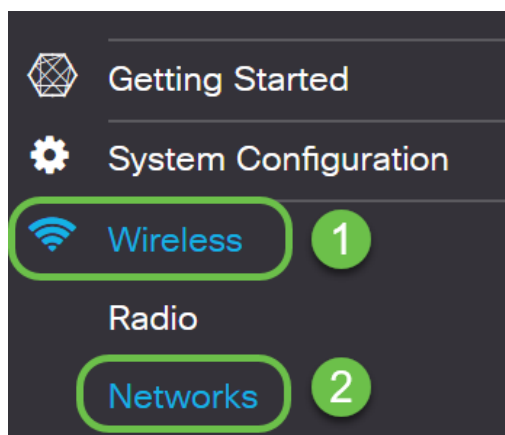 Getting Started
System Configuration
Wireless 1
Radio
Networks 2